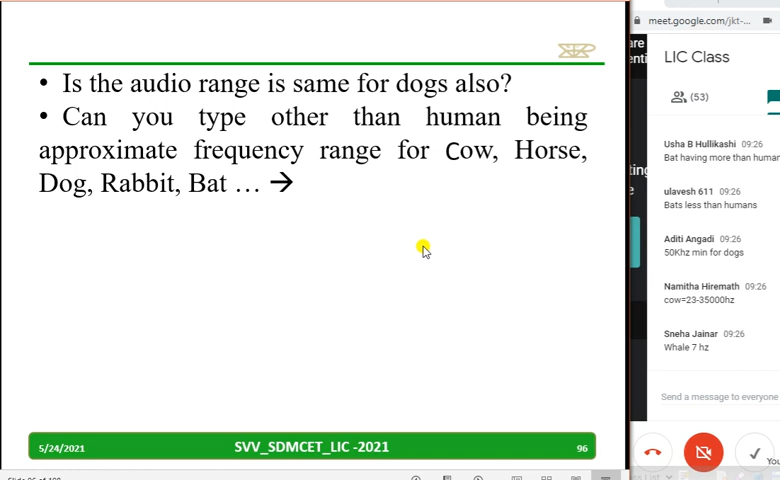 meet.google.com/jkt-...
LIC Class
(53)
• Is the audio range is same for dogs also?
• Can you type other than human being
approximate frequency range for Cow, Horse,
Dog, Rabbit, Bat … →
Usha B Hullikashi 09:26
Bat having more than human
ulavesh 611 09:26
Bats less than humans
Aditi Angadi 09:26
50Khz min for dogs
Namitha Hiremath 09:26
cow=23-35000hz
Sneha Jainar 09:26
Whale 7 hz
Send a message to everyone
5/24/2021 SVV_SDMCET_LIC -2021 96
You